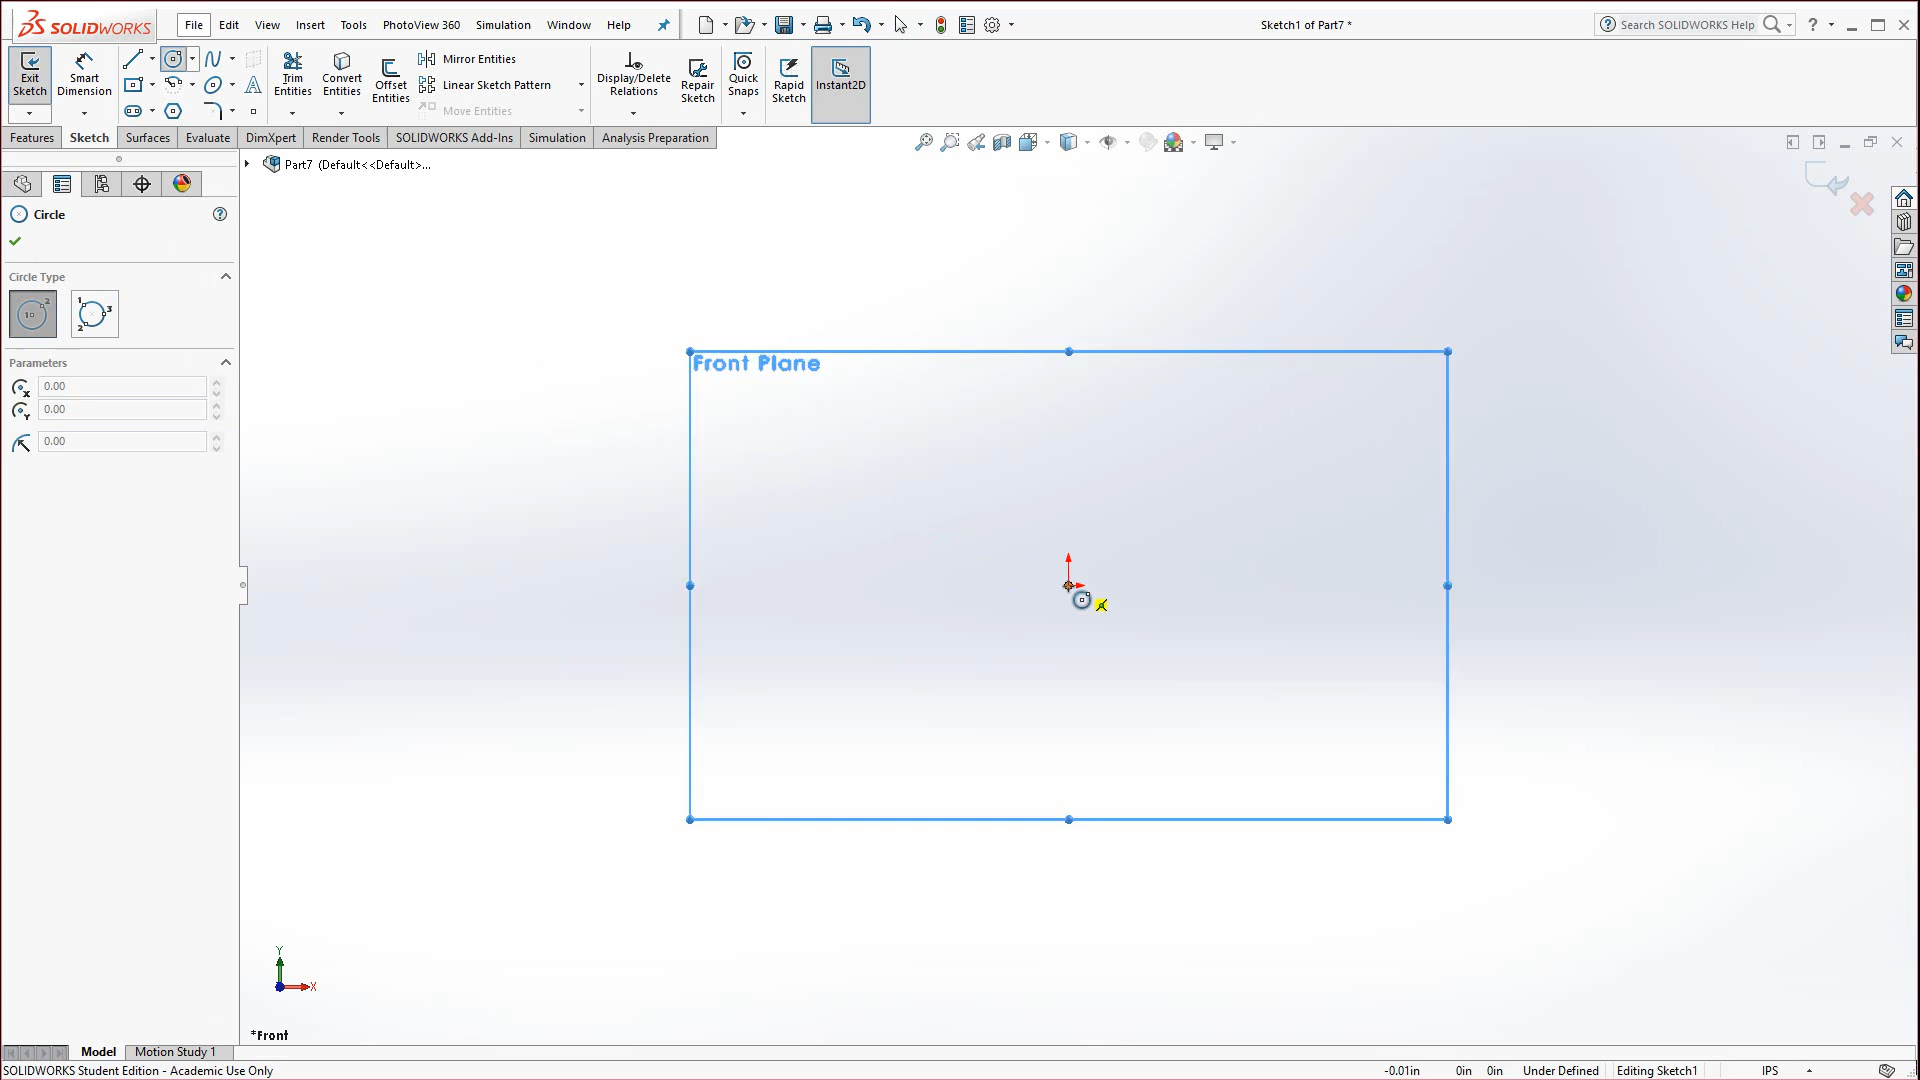 SOLIDWORKS File Edit View Insert Tools PhotoView 360 Simulation Window Help Sketch1 of Part7 * Search SOLIDWORKS Help ?
Exit Sketch
Smart Dimension
Trim Entities
Convert Entities
Offset Entities
Mirror Entities
Linear Sketch Pattern
Move Entities
Display/Delete Relations
Repair Sketch
Quick Snaps
Rapid Sketch
Instant2D
Features Sketch Surfaces Evaluate DimXpert Render Tools SOLIDWORKS Add-Ins Simulation Analysis Preparation
Part7 (Default<<Default>...
Circle ?
Circle Type
Parameters
0.00
0.00
0.00
Front Plane
Y
X
*Front
Model Motion Study 1
SOLIDWORKS Student Edition - Academic Use Only -0.01in 0in 0in Under Defined Editing Sketch1 IPS